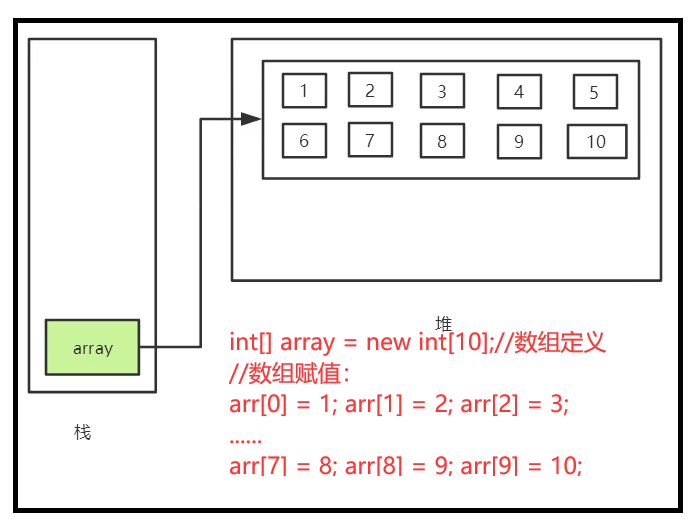 1 2 3 4 5
6 7 8 9 10
array
栈
堆
int[] array = new int[10];//数组定义
//数组赋值：
arr[0] = 1; arr[1] = 2; arr[2] = 3;
......
arr[7] = 8; arr[8] = 9; arr[9] = 10;